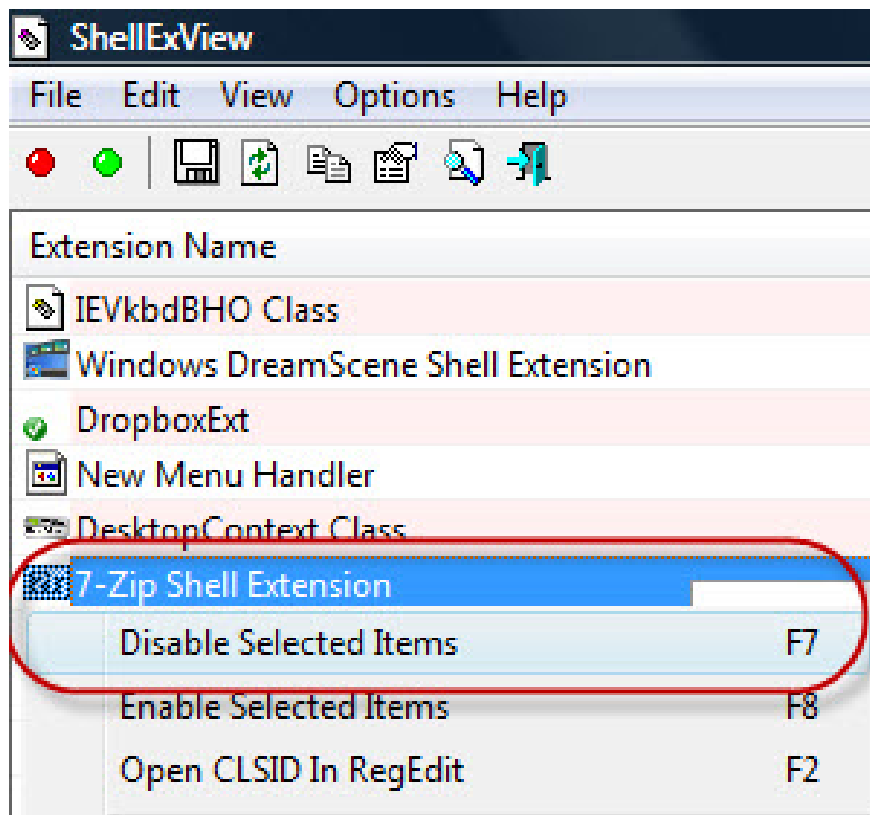 ShellExView
File Edit View Options Help
Extension Name
IEVkbdBHO Class
Windows DreamScene Shell Extension
DropboxExt
New Menu Handler
DesktopContext Class
7-Zip Shell Extension
Disable Selected Items F7
Enable Selected Items F8
Open CLSID In RegEdit F2